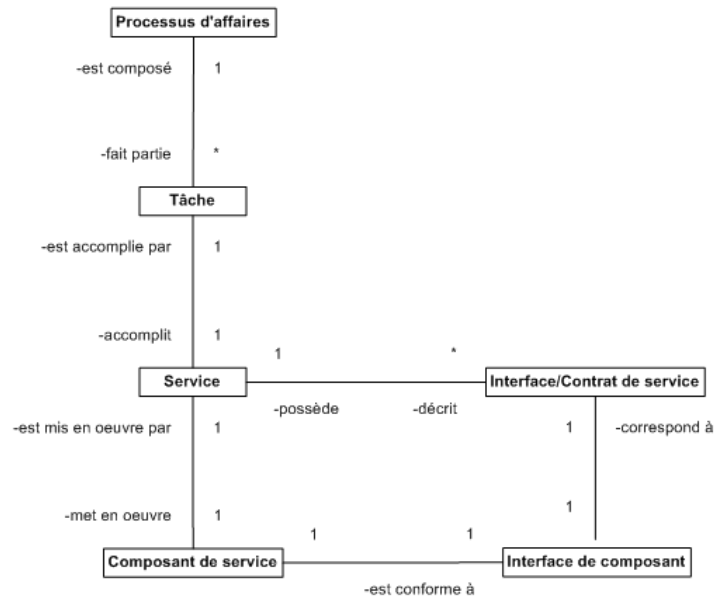 Processus d'affaires
-est composé 1
-fait partie *
Tâche
-est accomplie par 1
-accomplit 1
1 *
Service Interface/Contrat de service
-possède -décrit
-est mis en oeuvre par 1 1 -correspond à
1
-met en oeuvre 1
1 1
Composant de service Interface de composant
-est conforme à